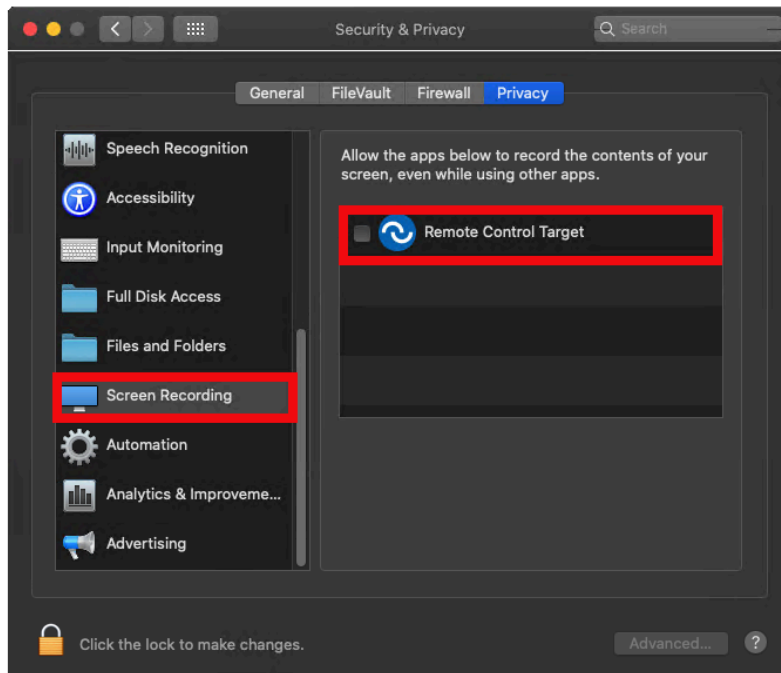 Security & Privacy
Search
General
FileVault
Firewall
Privacy
Speech Recognition
Accessibility
Input Monitoring
Full Disk Access
Files and Folders
Screen Recording
Automation
Analytics & Improveme...
Advertising
Allow the apps below to record the contents of your
screen, even while using other apps.
Remote Control Target
Click the lock to make changes.
Advanced...
?